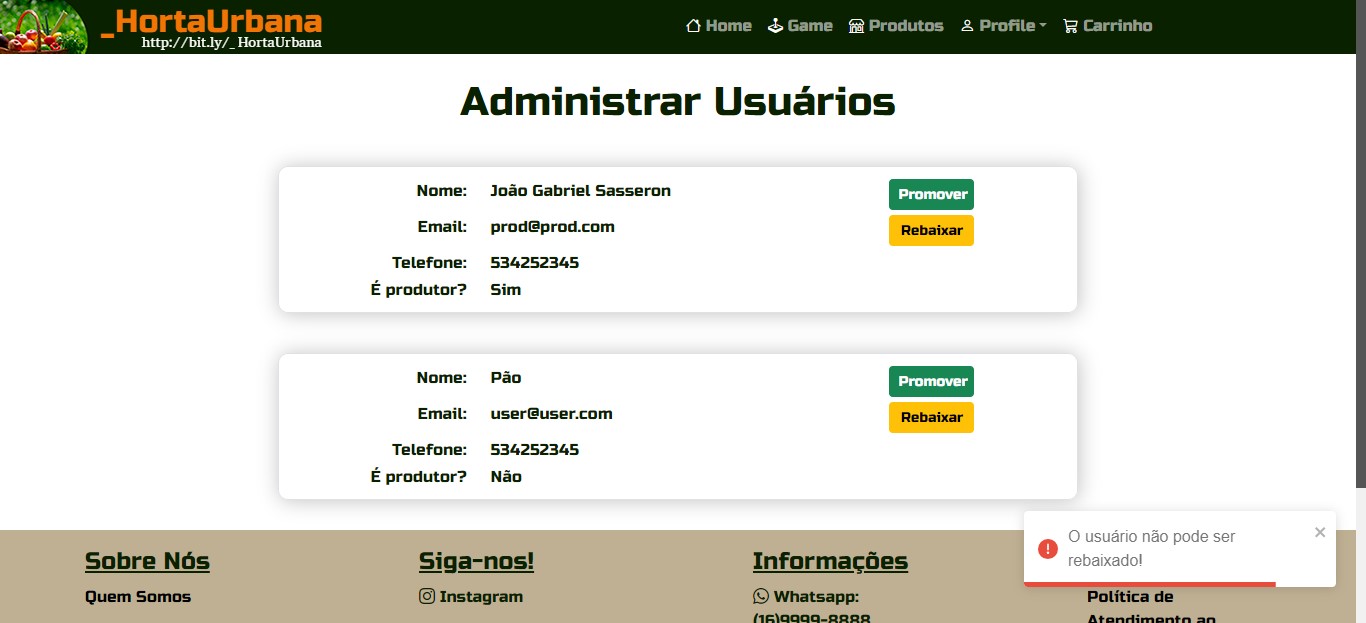 _HortaUrbana
http://bit.ly/_HortaUrbana
Home Game Produtos Profile Carrinho
Administrar Usuários
Nome: João Gabriel Sasseron
Promover
Email: prod@prod.com
Rebaixar
Telefone: 534252345
É produtor? Sim
Nome: Pão
Promover
Email: user@user.com
Rebaixar
Telefone: 534252345
É produtor? Não
O usuário não pode ser
rebaixado!
Sobre Nós
Quem Somos
Siga-nos!
Instagram
Informações
Whatsapp:
(16)9999-8888
Política de
Atendimento ao